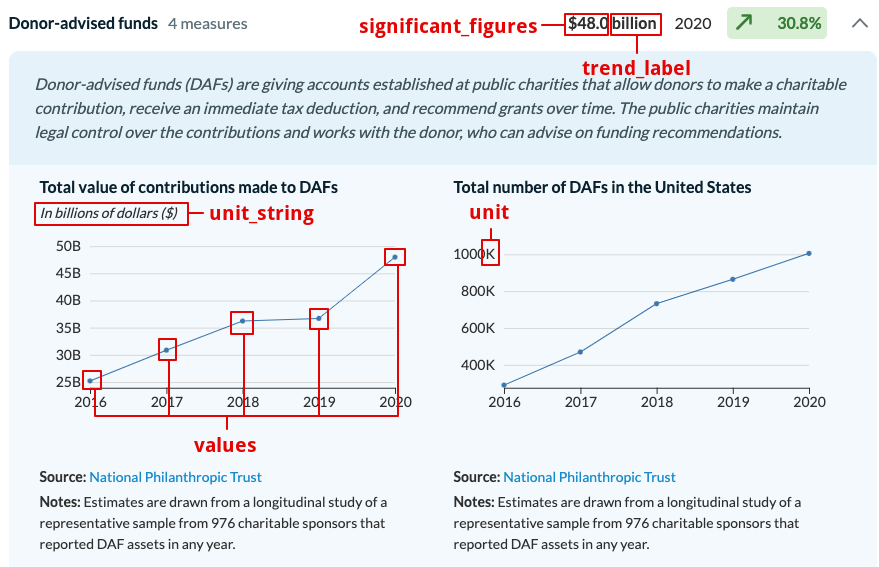 Donor-advised funds 4 measures significant_figures $48.0 billion 2020 30.8%
trend_label
Donor-advised funds (DAFs) are giving accounts established at public charities that allow donors to make a charitable
contribution, receive an immediate tax deduction, and recommend grants over time. The public charities maintain
legal control over the contributions and works with the donor, who can advise on funding recommendations.
Total value of contributions made to DAFs
In billions of dollars ($) unit_string
50B
45B
40B
35B
30B
25B
2016 2017 2018 2019 2020
values
Source: National Philanthropic Trust
Notes: Estimates are drawn from a longitudinal study of a
representative sample from 976 charitable sponsors that
reported DAF assets in any year.
Total number of DAFs in the United States
unit
1000K
800K
600K
400K
2016 2017 2018 2019 2020
Source: National Philanthropic Trust
Notes: Estimates are drawn from a longitudinal study of a
representative sample from 976 charitable sponsors that
reported DAF assets in any year.